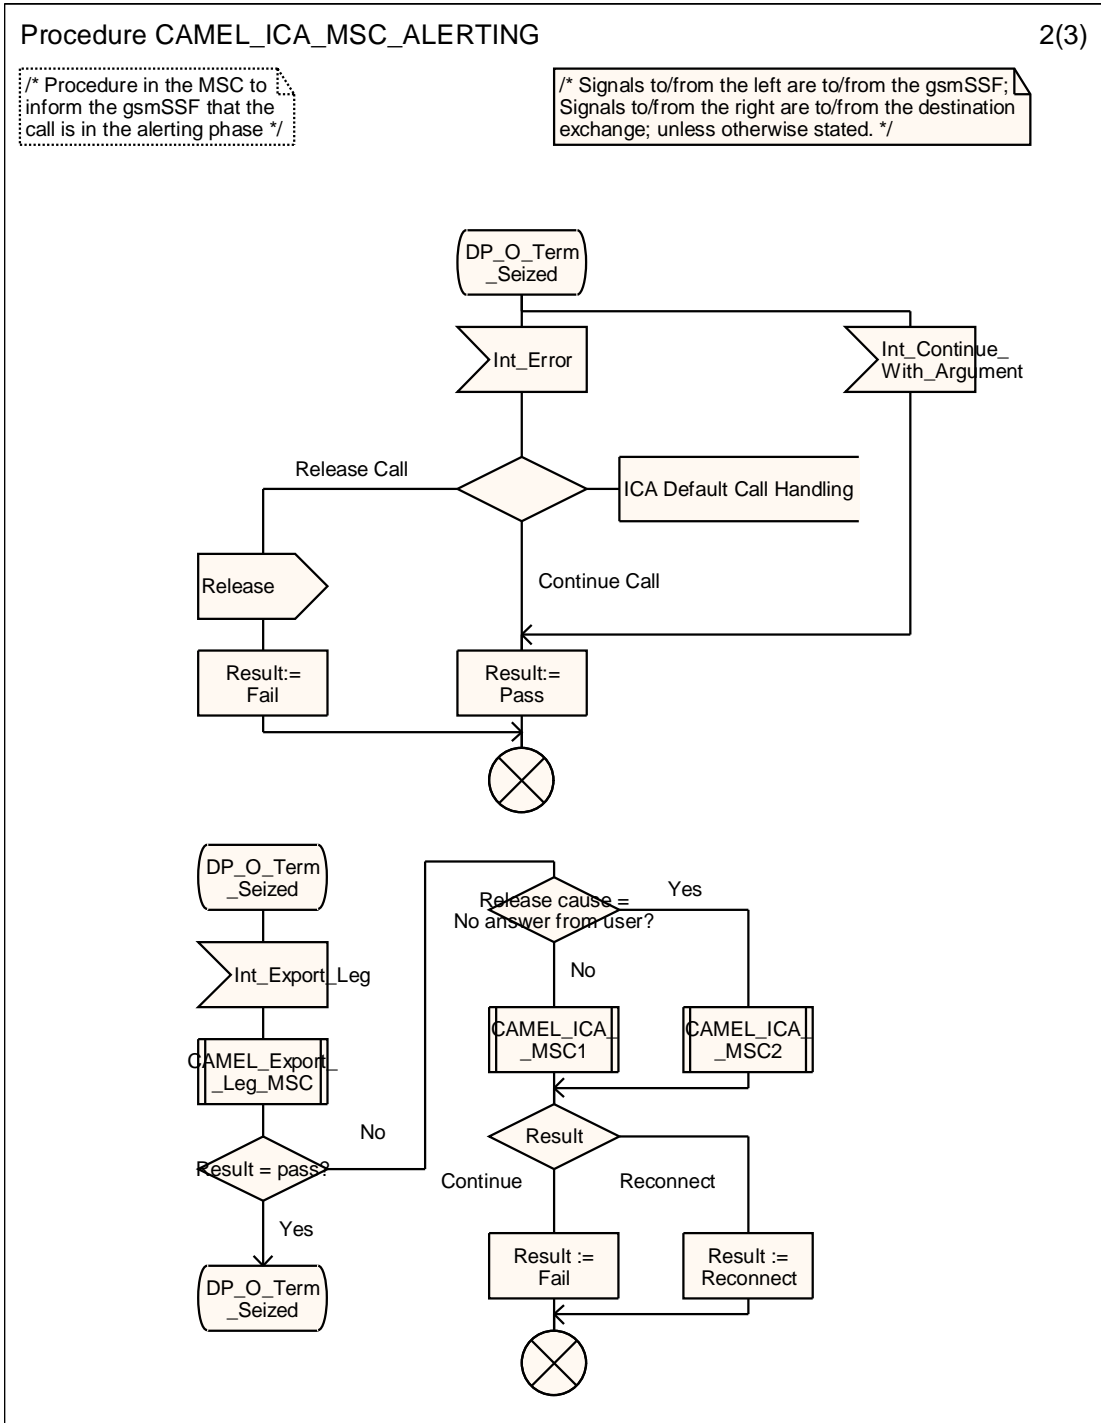 Procedure CAMEL_ICA_MSC_ALERTING
2(3)
/* Procedure in the MSC to
inform the gsmSSF that the
call is in the alerting phase */
/* Signals to/from the left are to/from the gsmSSF;
Signals to/from the right are to/from the destination
exchange; unless otherwise stated. */
DP_O_Term
_Seized
Int_Error
Int_Continue_
With_Argument
Release Call
ICA Default Call Handling
Release
Continue Call
Result:=
Fail
Result:=
Pass
DP_O_Term
_Seized
Release cause =
No answer from user?
Yes
Int_Export_Leg
No
CAMEL_Export_
_Leg_MSC
CAMEL_ICA_
_MSC1
CAMEL_ICA_
_MSC2
No
Result = pass?
Result
Continue
Reconnect
Yes
DP_O_Term
_Seized
Result :=
Fail
Result :=
Reconnect